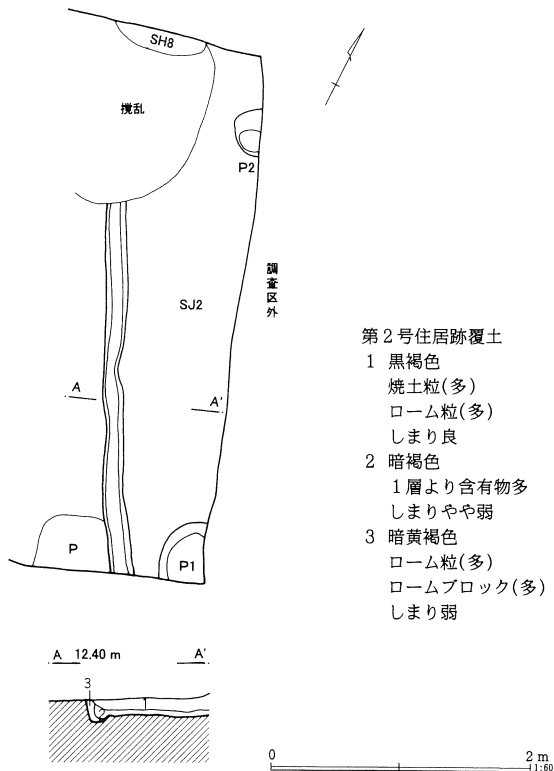 SH8
撹乱
P2
調査区外
SJ2
A
A'
P
P1
第2号住居跡覆土
1 黒褐色
焼土粒(多)
ローム粒(多)
しまり良
2 暗褐色
1層より含有物多
しまりやや弱
3 暗黄褐色
ローム粒(多)
ロームブロック(多)
しまり弱
A 12.40 m A'
3
0 2 m
1:60